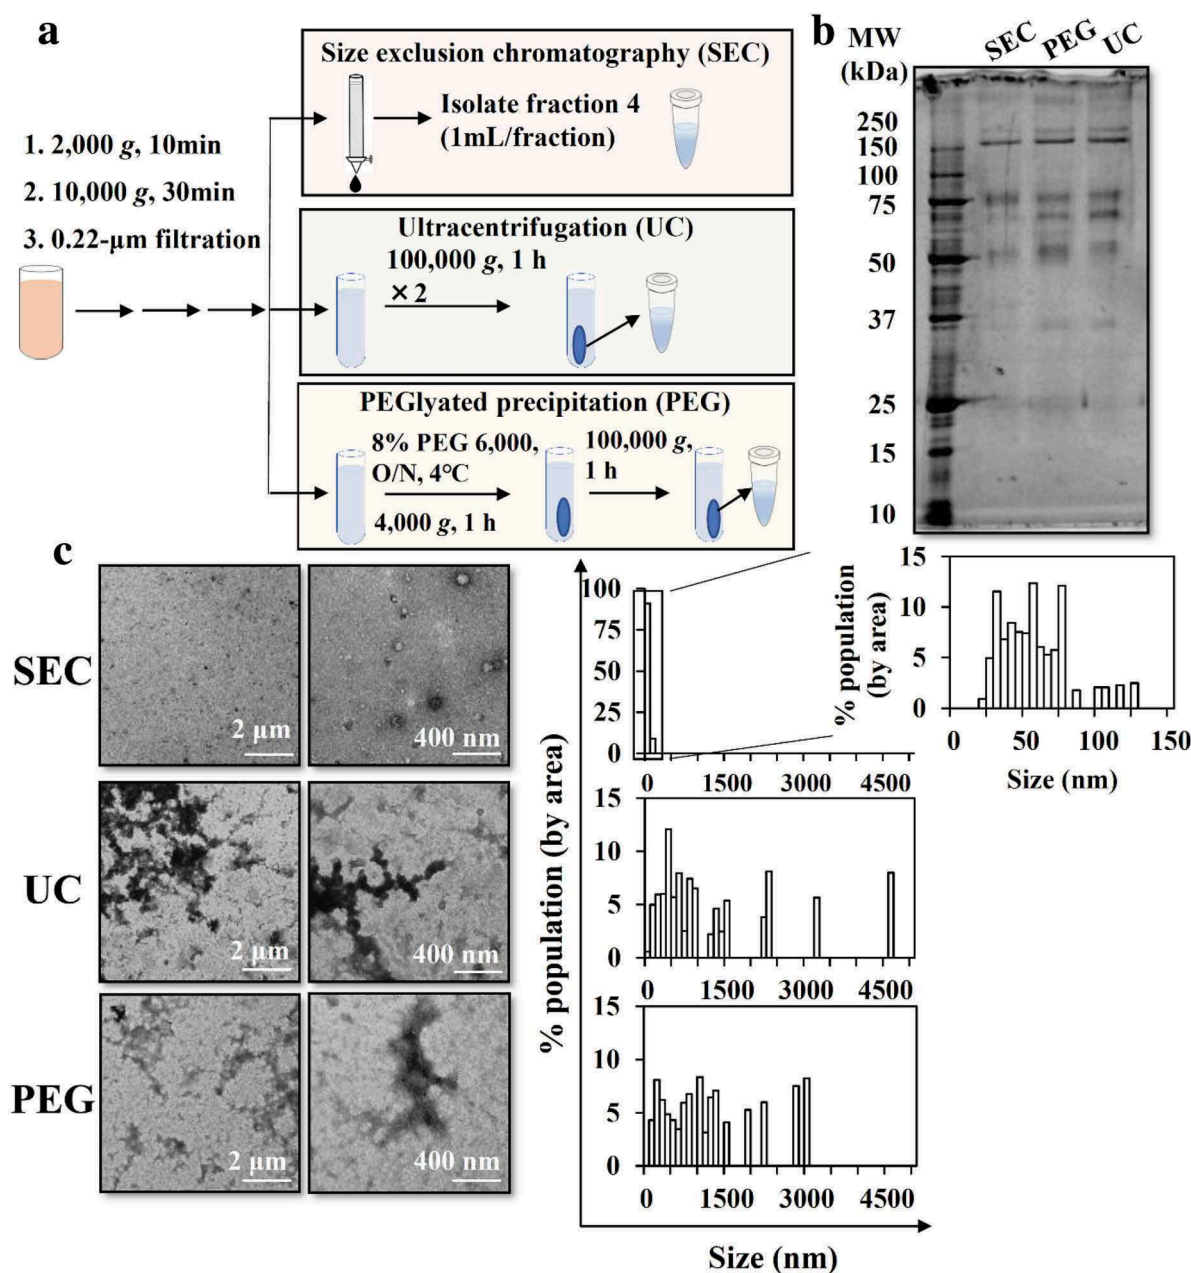 a
1. 2,000 g, 10min
2. 10,000 g, 30min
3. 0.22-μm filtration
Size exclusion chromatography (SEC)
Isolate fraction 4
(1mL/fraction)
Ultracentrifugation (UC)
100,000 g, 1 h
×2
PEGlyated precipitation (PEG)
8% PEG 6,000,
O/N, 4℃
4,000 g, 1 h
100,000 g,
1 h
b
MW
(kDa)
SEC
PEG
UC
250
150
100
75
50
37
25
15
10
c
SEC
2 μm
400 nm
UC
2 μm
400 nm
PEG
2 μm
400 nm
% population (by area)
100
75
50
25
0
0
1500
3000
4500
% population
(by area)
15
10
5
0
0
50
100
150
Size (nm)
15
10
5
0
0
1500
3000
4500
15
10
5
0
0
1500
3000
4500
Size (nm)